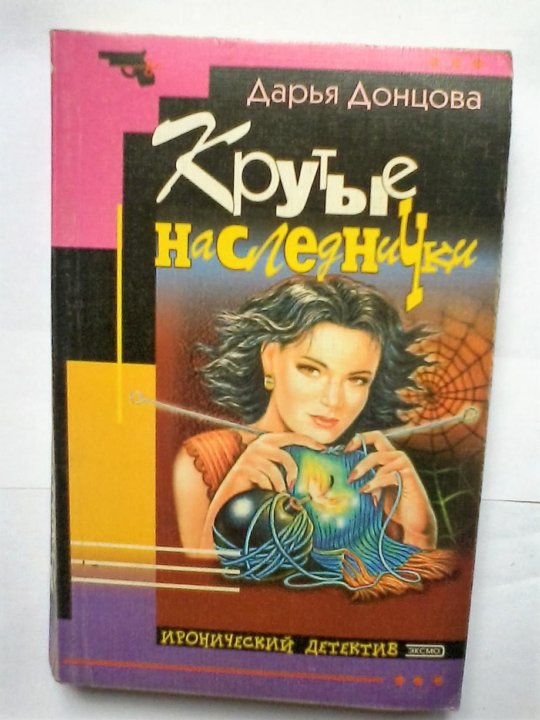 Дарья Донцова
Крутые
наследнички
ИРОНИЧЕСКИЙ ДЕТЕКТИВ ЭКСМО